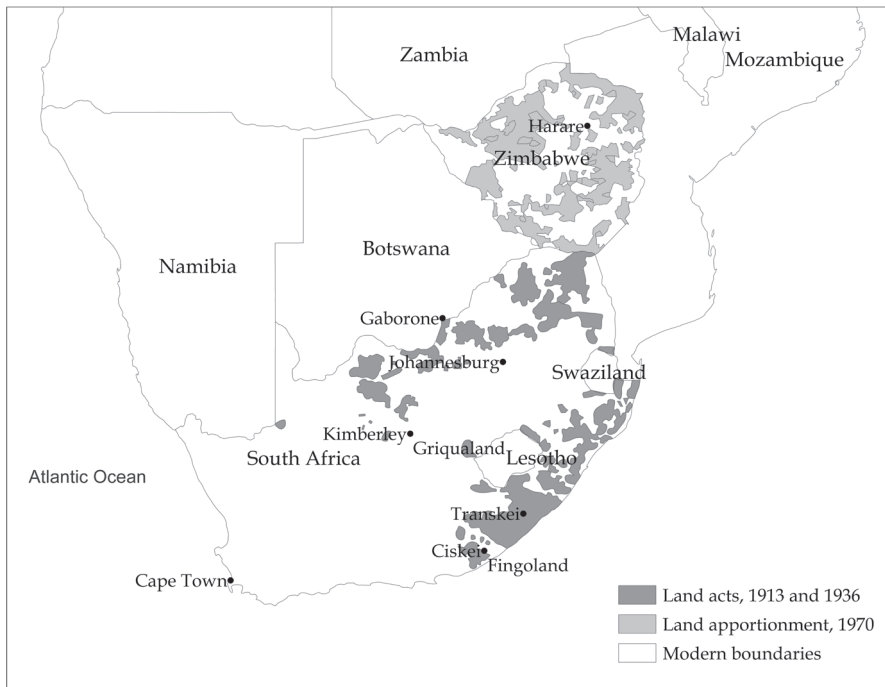 Malawi
Zambia
Mozambique
Harare
Zimbabwe
Botswana
Namibia
Gaborone
Johannesburg
Swaziland
Kimberley
Griqualand
South Africa
Lesotho
Atlantic Ocean
Transkei
Ciskei
Fingoland
Cape Town
Land acts, 1913 and 1936
Land apportionment, 1970
Modern boundaries